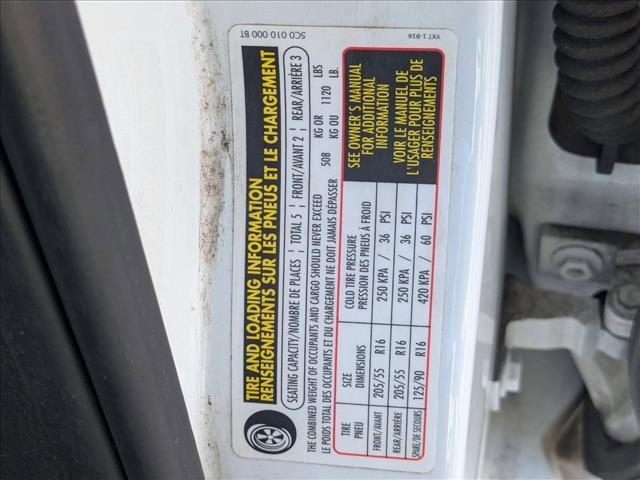 5C0 010 000 BT
YXT 1-B16
TIRE AND LOADING INFORMATION
RENSEIGNEMENTS SUR LES PNEUS ET LE CHARGEMENT
SEATING CAPACITY/NOMBRE DE PLACES | TOTAL 5 | FRONT/AVANT 2 | REAR/ARRIÈRE 3
THE COMBINED WEIGHT OF OCCUPANTS AND CARGO SHOULD NEVER EXCEED 508 KG OR 1120 LBS
LE POIDS TOTAL DES OCCUPANTS ET DU CHARGEMENT NE DOIT JAMAIS DÉPASSER KG OU LB.
TIRE SIZE COLD TIRE PRESSURE
PNEU DIMENSIONS PRESSION DES PNEUS À FROID
FRONT/AVANT 205/55 R16 250 KPA / 36 PSI
REAR/ARRIÈRE 205/55 R16 250 KPA / 36 PSI
SPARE/DE SECOURS 125/90 R16 420 KPA / 60 PSI
SEE OWNER'S MANUAL
FOR ADDITIONAL
INFORMATION
VOIR LE MANUEL DE
L'USAGER POUR PLUS DE
RENSEIGNEMENTS